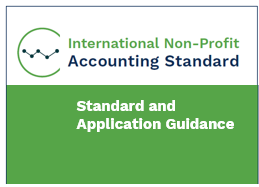 International Non-Profit
Accounting Standard
Standard and
Application Guidance